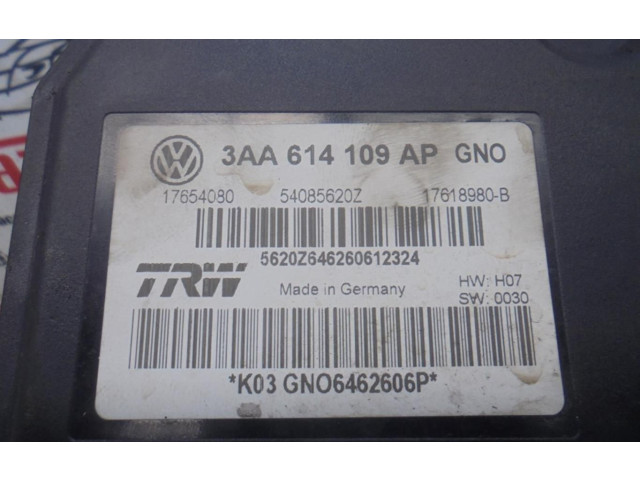 3AA 614 109 AP GNO
17654080 54085620Z 17618980-B
5620Z646260612324
TRW Made in Germany HW: H07
SW: 0030
*K03 GNO6462606P*